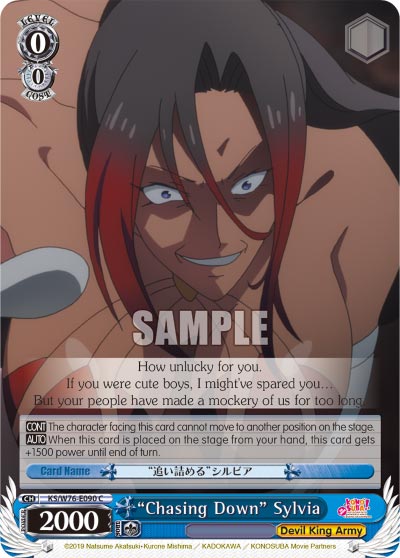 LEVEL
0
0
COST
SAMPLE
How unlucky for you.
If you were cute boys, I might've spared you…
But your people have made a mockery of us for too long.
CONT The character facing this card cannot move to another position on the stage.
AUTO When this card is placed on the stage from your hand, this card gets
+1500 power until end of turn.
Card Name "追い詰める"シルビア
CH KS/W76-E090 C
2000
"Chasing Down" Sylvia
Devil King Army
©2019 Natsume Akatsuki・Kurone Mishima / KADOKAWA / KONOSUBA Movie Partners